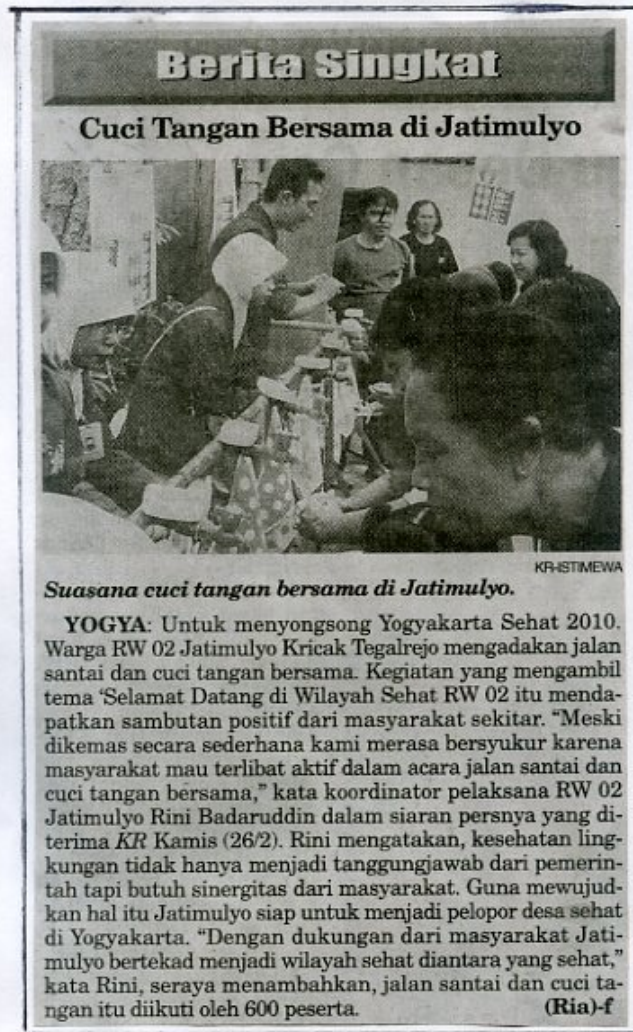 Berita Singkat
Cuci Tangan Bersama di Jatimulyo
KR-ISTIMEWA
Suasana cuci tangan bersama di Jatimulyo.
YOGYA: Untuk menyongsong Yogyakarta Sehat 2010.
Warga RW 02 Jatimulyo Kricak Tegalrejo mengadakan jalan
santai dan cuci tangan bersama. Kegiatan yang mengambil
tema ‘Selamat Datang di Wilayah Sehat RW 02 itu menda-
patkan sambutan positif dari masyarakat sekitar. “Meski
dikemas secara sederhana kami merasa bersyukur karena
masyarakat mau terlibat aktif dalam acara jalan santai dan
cuci tangan bersama,” kata koordinator pelaksana RW 02
Jatimulyo Rini Badaruddin dalam siaran persnya yang di-
terima KR Kamis (26/2). Rini mengatakan, kesehatan ling-
kungan tidak hanya menjadi tanggungjawab dari pemerin-
tah tapi butuh sinergitas dari masyarakat. Guna mewujud-
kan hal itu Jatimulyo siap untuk menjadi pelopor desa sehat
di Yogyakarta. “Dengan dukungan dari masyarakat Jati-
mulyo bertekad menjadi wilayah sehat diantara yang sehat,”
kata Rini, seraya menambahkan, jalan santai dan cuci ta-
ngan itu diikuti oleh 600 peserta. (Ria)-f